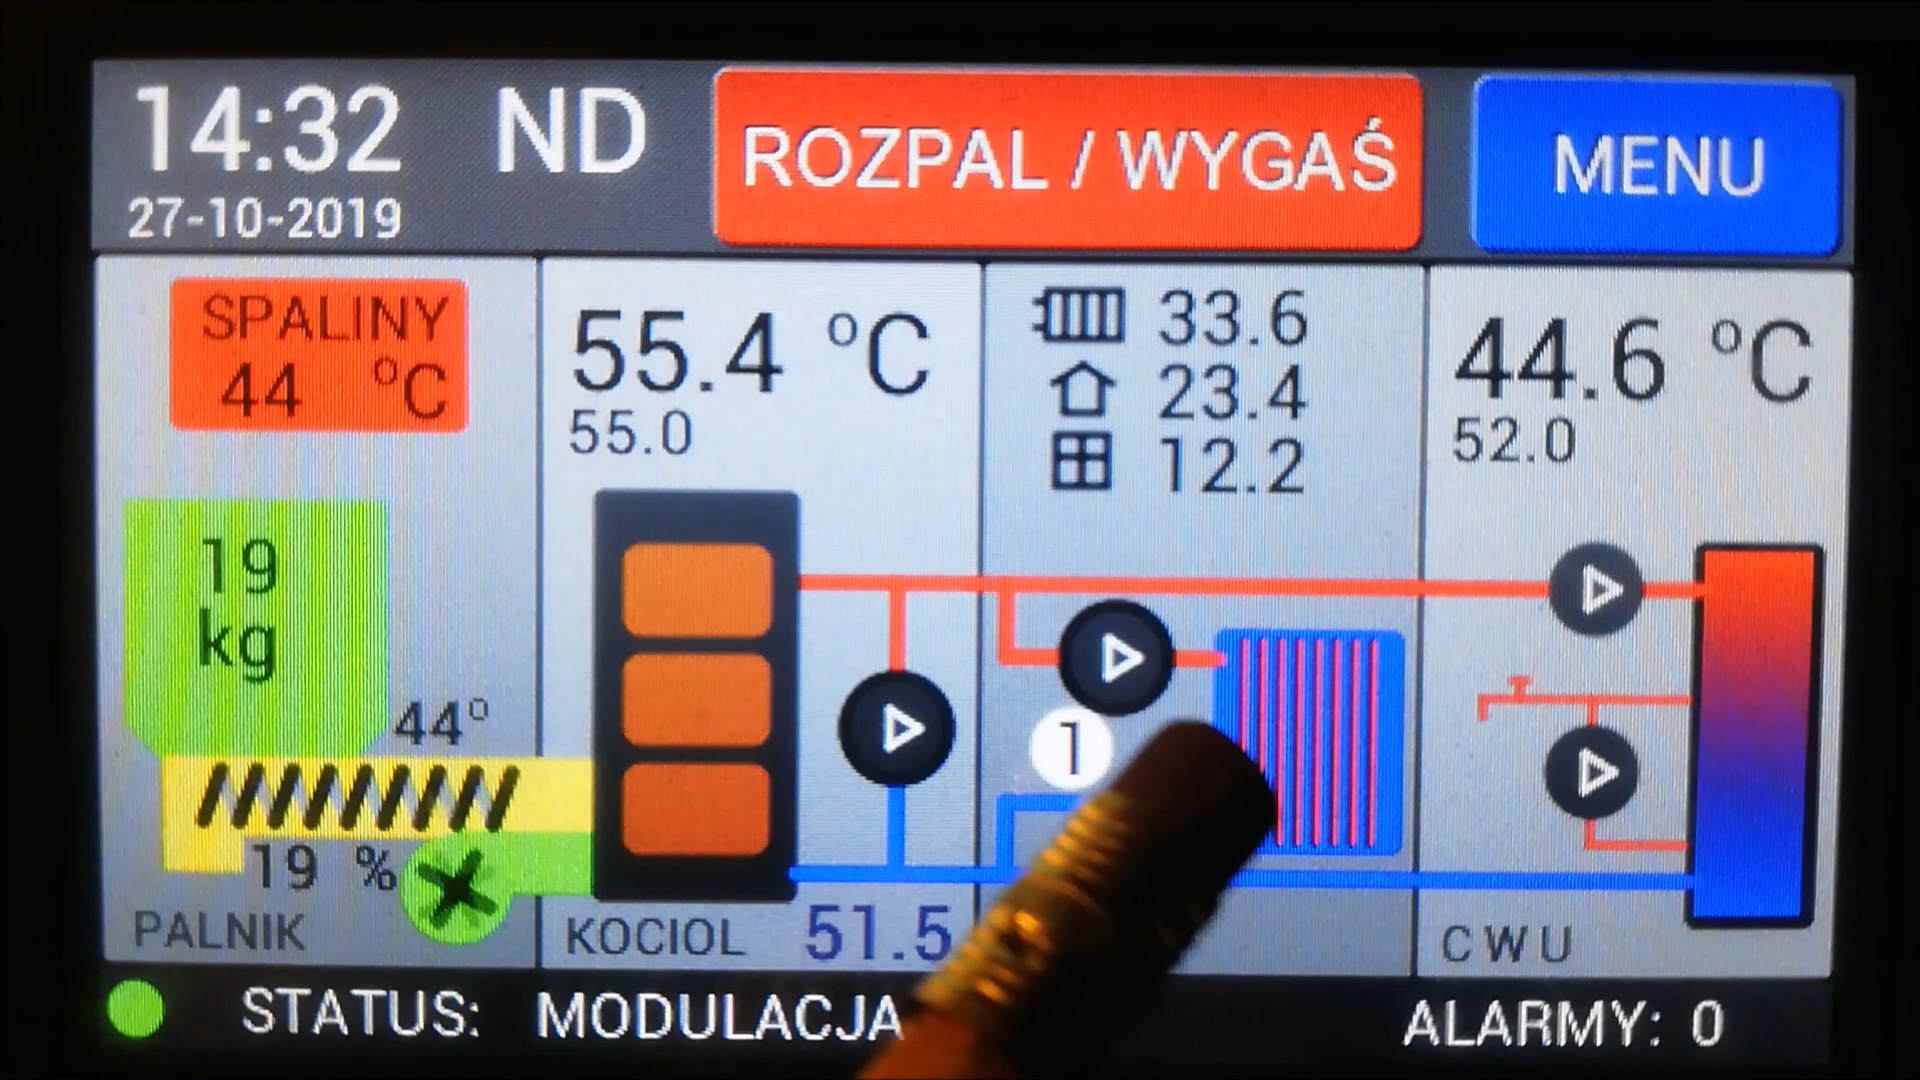 14:32 ND
27-10-2019
ROZPAL / WYGAŚ
MENU
SPALINY
44 °C
55.4 °C
55.0
33.6
23.4
12.2
44.6 °C
52.0
19
kg
44°
19 %
1
PALNIK
KOCIOL 51.5
CWU
STATUS: MODULACJA
ALARMY: 0